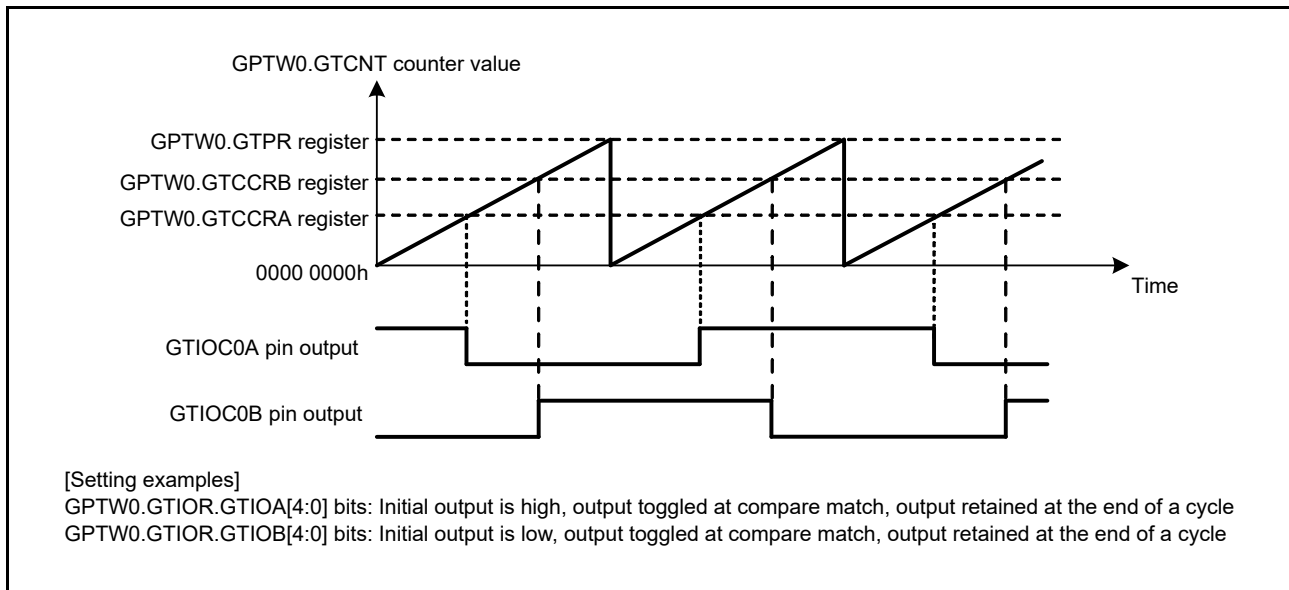 GPTW0.GTCNT counter value
GPTW0.GTPR register
GPTW0.GTCCRB register
GPTW0.GTCCRA register
0000 0000h
Time
GTIOC0A pin output
GTIOC0B pin output
[Setting examples]
GPTW0.GTIOR.GTIOA[4:0] bits: Initial output is high, output toggled at compare match, output retained at the end of a cycle
GPTW0.GTIOR.GTIOB[4:0] bits: Initial output is low, output toggled at compare match, output retained at the end of a cycle